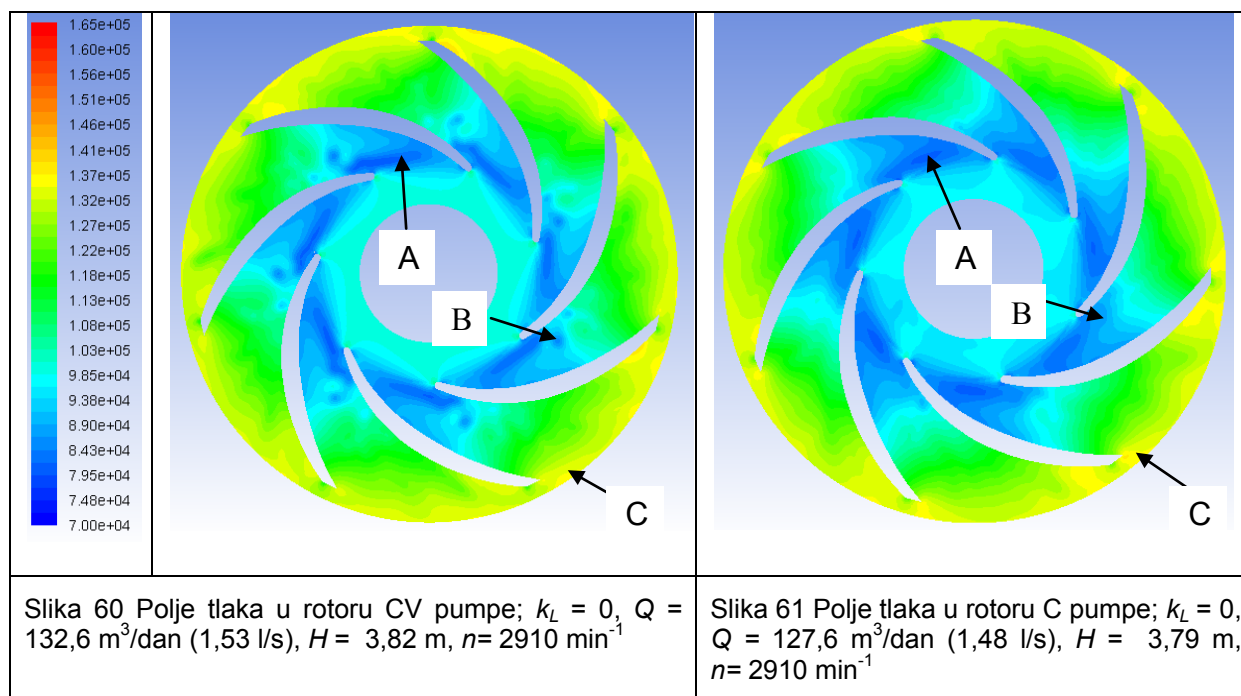 1.65e+05
1.60e+05
1.56e+05
1.51e+05
1.46e+05
1.41e+05
1.37e+05
1.32e+05
1.27e+05
1.22e+05
1.18e+05
1.13e+05
1.08e+05
1.03e+05
9.85e+04
9.38e+04
8.90e+04
8.43e+04
7.95e+04
7.48e+04
7.00e+04
A
B
C
A
B
C
Slika 60 Polje tlaka u rotoru CV pumpe; k_L = 0, Q =
132,6 m³/dan (1,53 l/s), H = 3,82 m, n= 2910 min⁻¹
Slika 61 Polje tlaka u rotoru C pumpe; k_L = 0,
Q = 127,6 m³/dan (1,48 l/s), H = 3,79 m,
n= 2910 min⁻¹